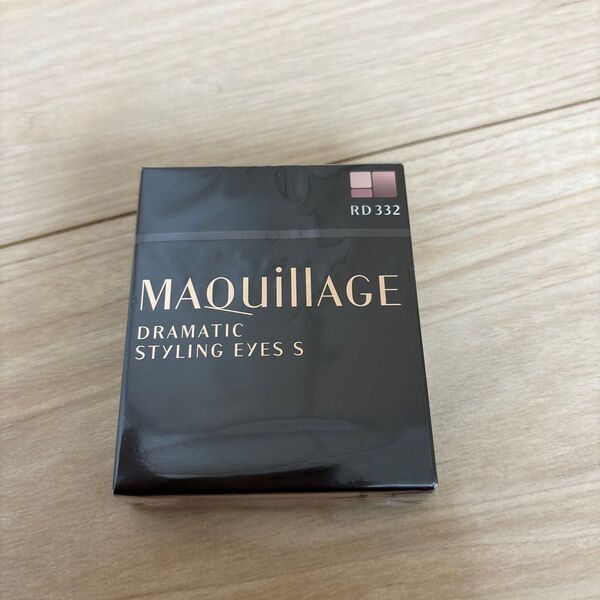 RD 332
MAQuillAGE
DRAMATIC
STYLING EYES S